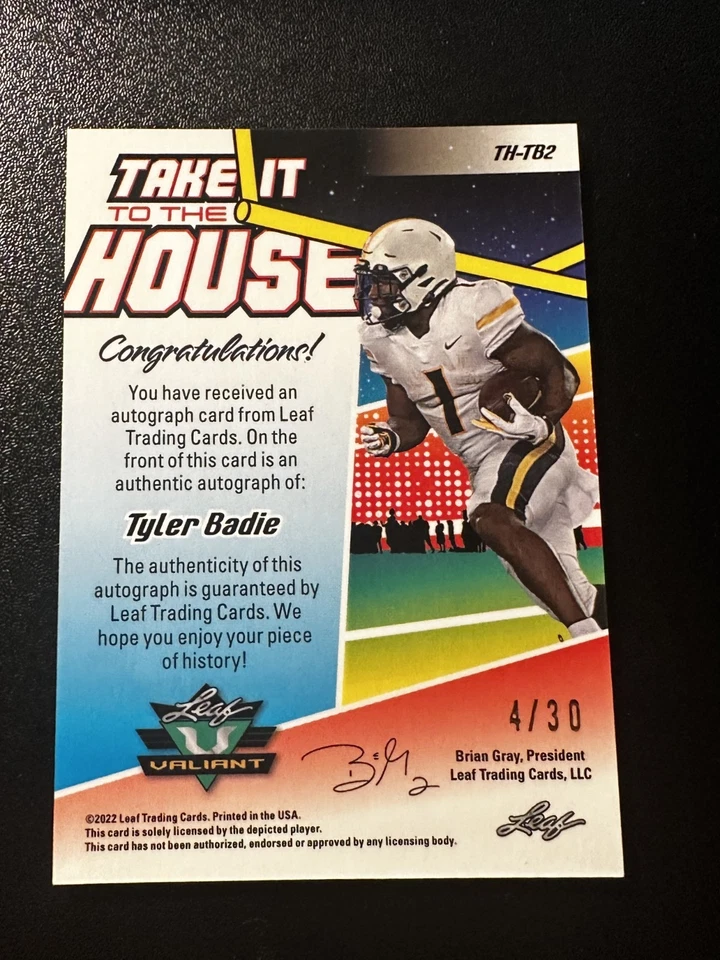 TH-TB2
TAKE IT
TO THE
HOUSE
Congratulations!
You have received an
autograph card from Leaf
Trading Cards. On the
front of this card is an
authentic autograph of:
Tyler Badie
The authenticity of this
autograph is guaranteed by
Leaf Trading Cards. We
hope you enjoy your piece
of history!
1
1
Leaf
V
VALIANT
4/30
Brian Gray, President
Leaf Trading Cards, LLC
©2022 Leaf Trading Cards. Printed in the USA.
This card is solely licensed by the depicted player.
This card has not been authorized, endorsed or approved by any licensing body.
Leaf